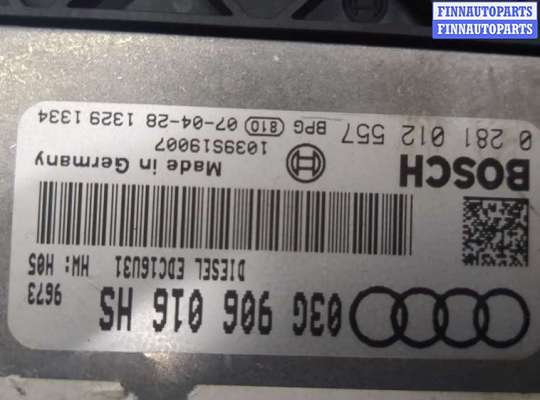 FINNAUTOPARTS
FINNAUTOPARTS
03G 906 016 HS
9673
DIESEL EDC16U31 HW: H05
BOSCH
Made in Germany
1039S19007
0 281 012 557 BPG 810 07-04-28 1329 1334